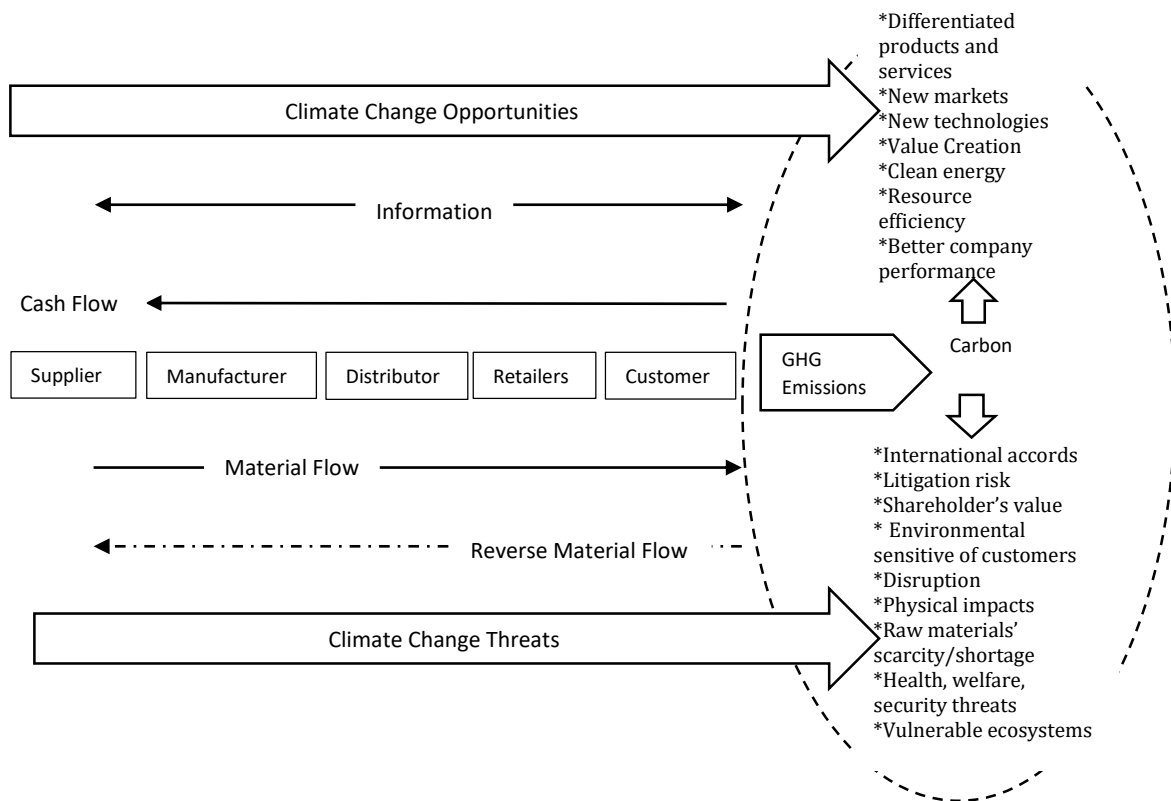 *Differentiated
products and
services
*New markets
*New technologies
*Value Creation
*Clean energy
*Resource
efficiency
*Better company
performance
Climate Change Opportunities
Information
Cash Flow
Supplier
Manufacturer
Distributor
Retailers
Customer
GHG
Emissions
Carbon
Material Flow
Reverse Material Flow
Climate Change Threats
*International accords
*Litigation risk
*Shareholder’s value
* Environmental
sensitive of customers
*Disruption
*Physical impacts
*Raw materials’
scarcity/shortage
*Health, welfare,
security threats
*Vulnerable ecosystems